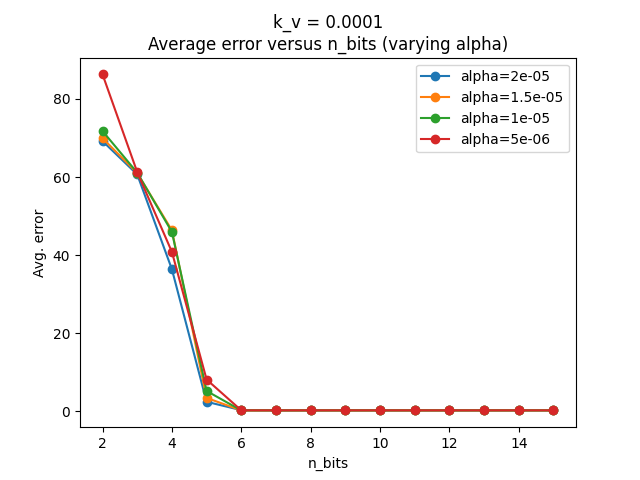 k_v = 0.0001
Average error versus n_bits (varying alpha)
alpha=2e-05
alpha=1.5e-05
alpha=1e-05
alpha=5e-06
80
60
40
20
0
Avg. error
2 4 6 8 10 12 14
n_bits